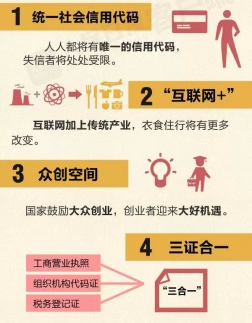 1 统一社会信用代码
人人都将有唯一的信用代码，
失信者将处处受限。
2 “互联网+”
互联网加上传统产业，衣食住行将有更多
改变。
3 众创空间
国家鼓励大众创业，创业者迎来大好机遇。
4 三证合一
工商营业执照
组织机构代码证
税务登记证
“三合一”